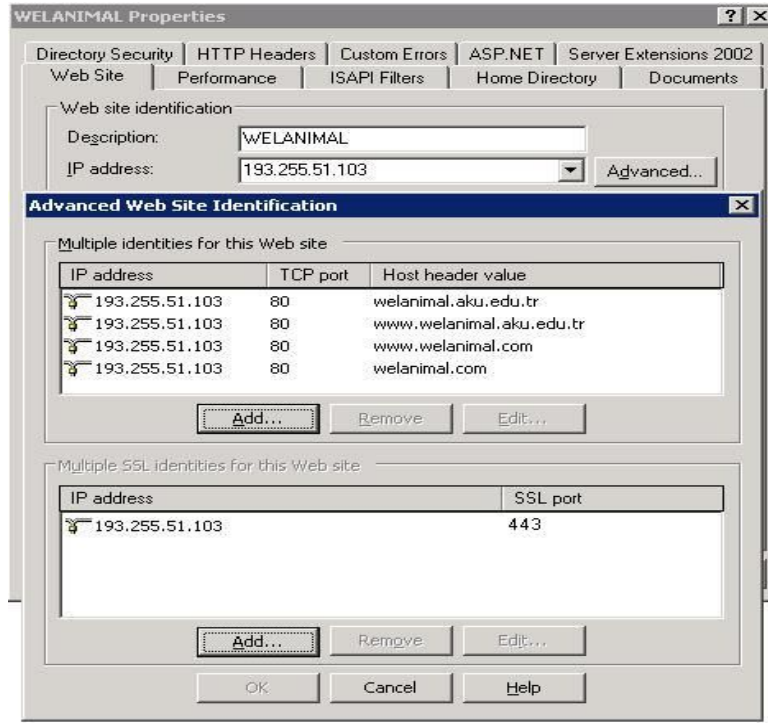 WELANIMAL Properties
Directory Security HTTP Headers Custom Errors ASP.NET Server Extensions 2002
Web Site Performance ISAPI Filters Home Directory Documents
Web site identification
Description: WELANIMAL
IP address: 193.255.51.103 Advanced...
Advanced Web Site Identification
Multiple identities for this Web site
IP address TCP port Host header value
193.255.51.103 80 welanimal.aku.edu.tr
193.255.51.103 80 www.welanimal.aku.edu.tr
193.255.51.103 80 www.welanimal.com
193.255.51.103 80 welanimal.com
Add... Remove Edit...
Multiple SSL identities for this Web site
IP address SSL port
193.255.51.103 443
Add... Remove Edit...
OK Cancel Help